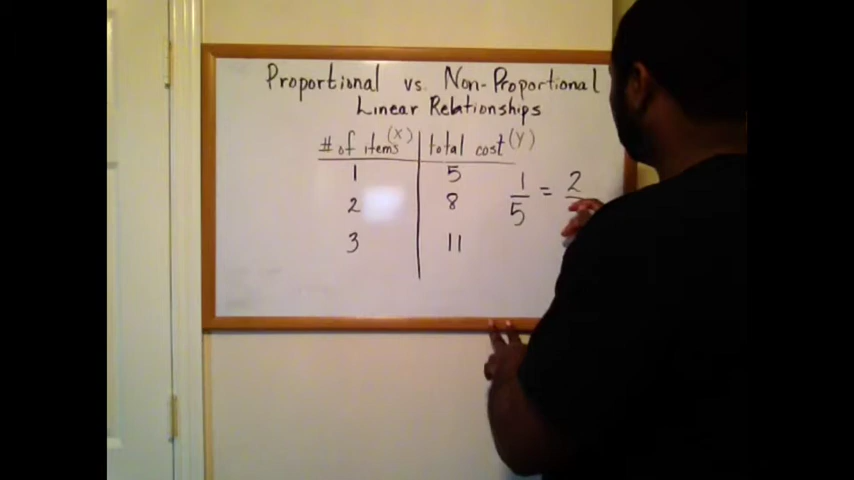 Proportional vs. Non-Proportional
Linear Relationships
# of items (x) total cost (y)
1 5
2 8
3 11
1/5 = 2